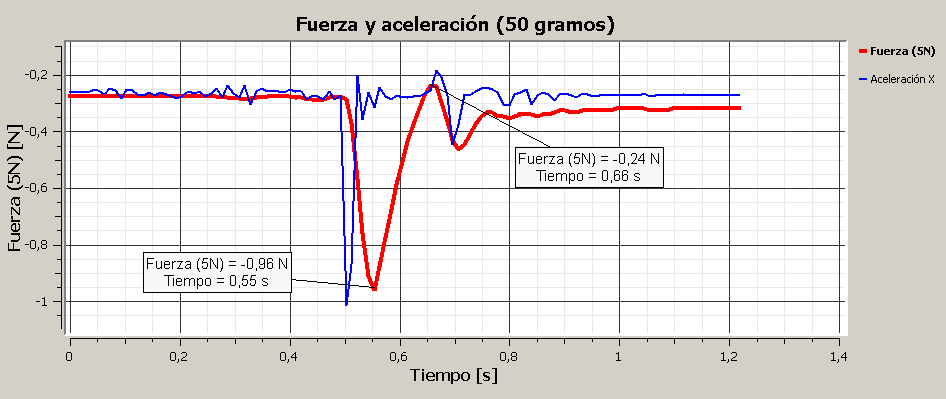 Fuerza y aceleración (50 gramos)
Fuerza (5N)
Aceleración X
Fuerza (5N) [N]
-0,2
-0,4
-0,6
-0,8
-1
Fuerza (5N) = -0,24 N
Tiempo = 0,66 s
Fuerza (5N) = -0,96 N
Tiempo = 0,55 s
0
0,2
0,4
0,6
0,8
1
1,2
1,4
Tiempo [s]